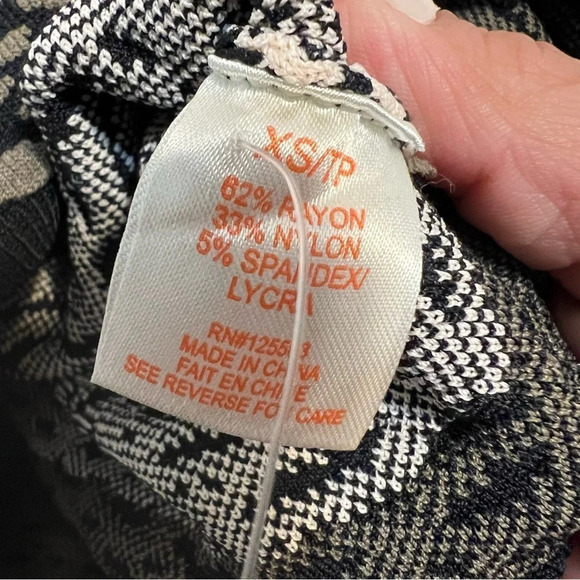 XS/TP
62% RAYON
33% NYLON
5% SPANDEX/
LYCRA
MADE IN CHINA
FAIT EN CHINE
SEE REVERSE FOR CARE